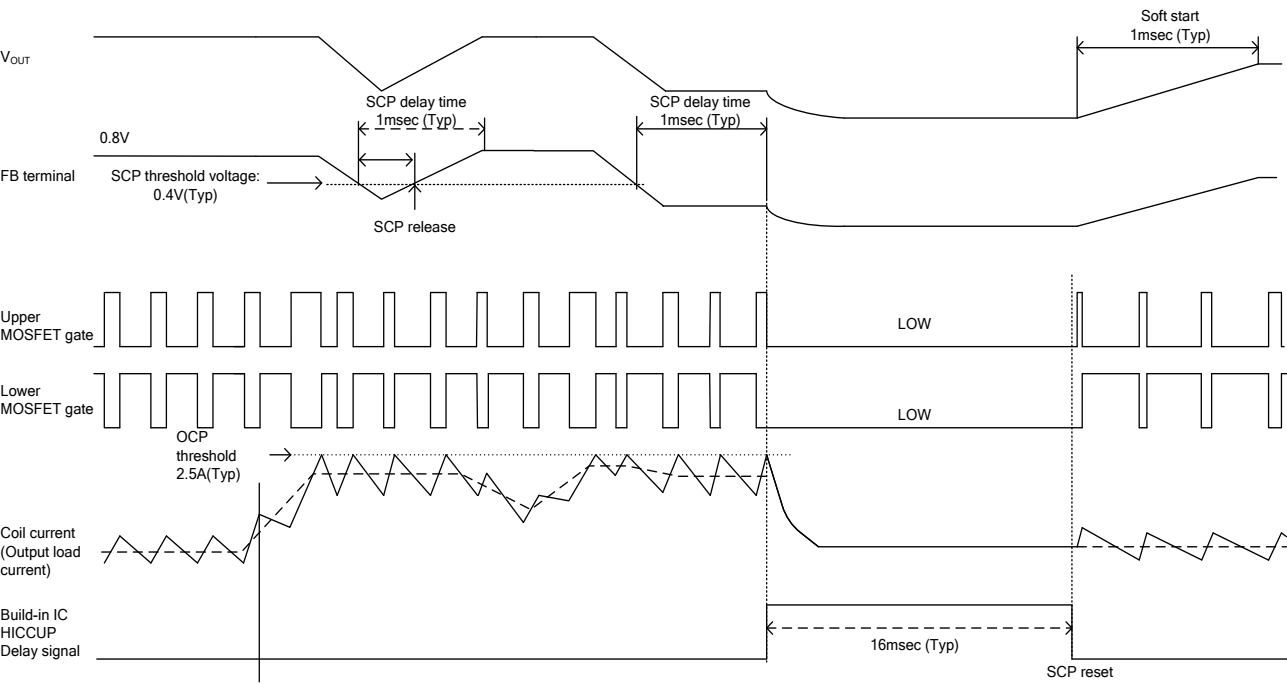 Soft start
1msec (Typ)
VOUT
SCP delay time
1msec (Typ)
SCP delay time
1msec (Typ)
0.8V
FB terminal
SCP threshold voltage:
0.4V(Typ)
SCP release
Upper
MOSFET gate
LOW
Lower
MOSFET gate
LOW
OCP
threshold
2.5A(Typ)
Coil current
(Output load
current)
Build-in IC
HICCUP
Delay signal
16msec (Typ)
SCP reset